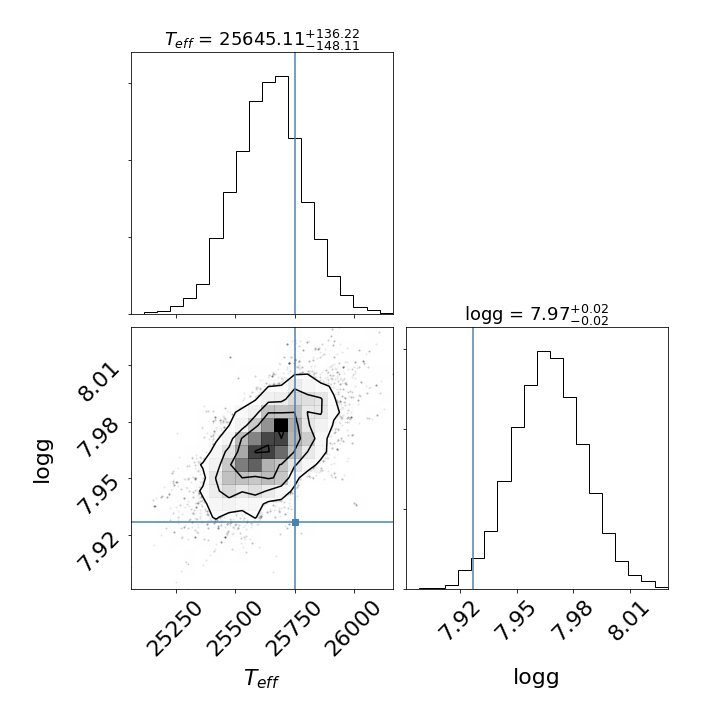 T_eff = 25645.11^{+136.22}_{-148.11}
logg = 7.97^{+0.02}_{-0.02}
8.01
7.98
7.95
7.92
logg
25250 25500 25750 26000
T_eff
7.92 7.95 7.98 8.01
logg